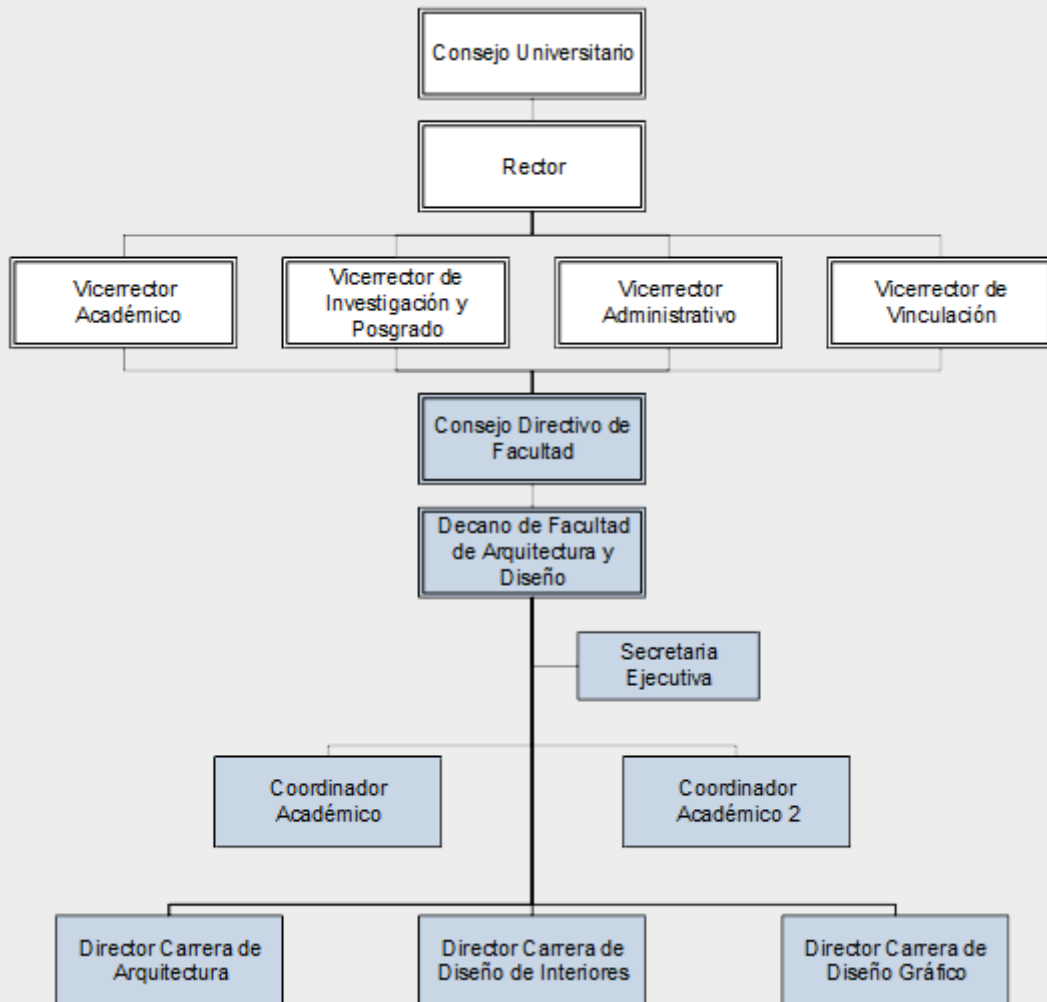 Consejo Universitario
Rector
Vicerrector
Académico
Vicerrector de
Investigación y
Posgrado
Vicerrector
Administrativo
Vicerrector de
Vinculación
Consejo Directivo de
Facultad
Decano de Facultad
de Arquitectura y
Diseño
Secretaria
Ejecutiva
Coordinador
Académico
Coordinador
Académico 2
Director Carrera de
Arquitectura
Director Carrera de
Diseño de Interiores
Director Carrera de
Diseño Gráfico